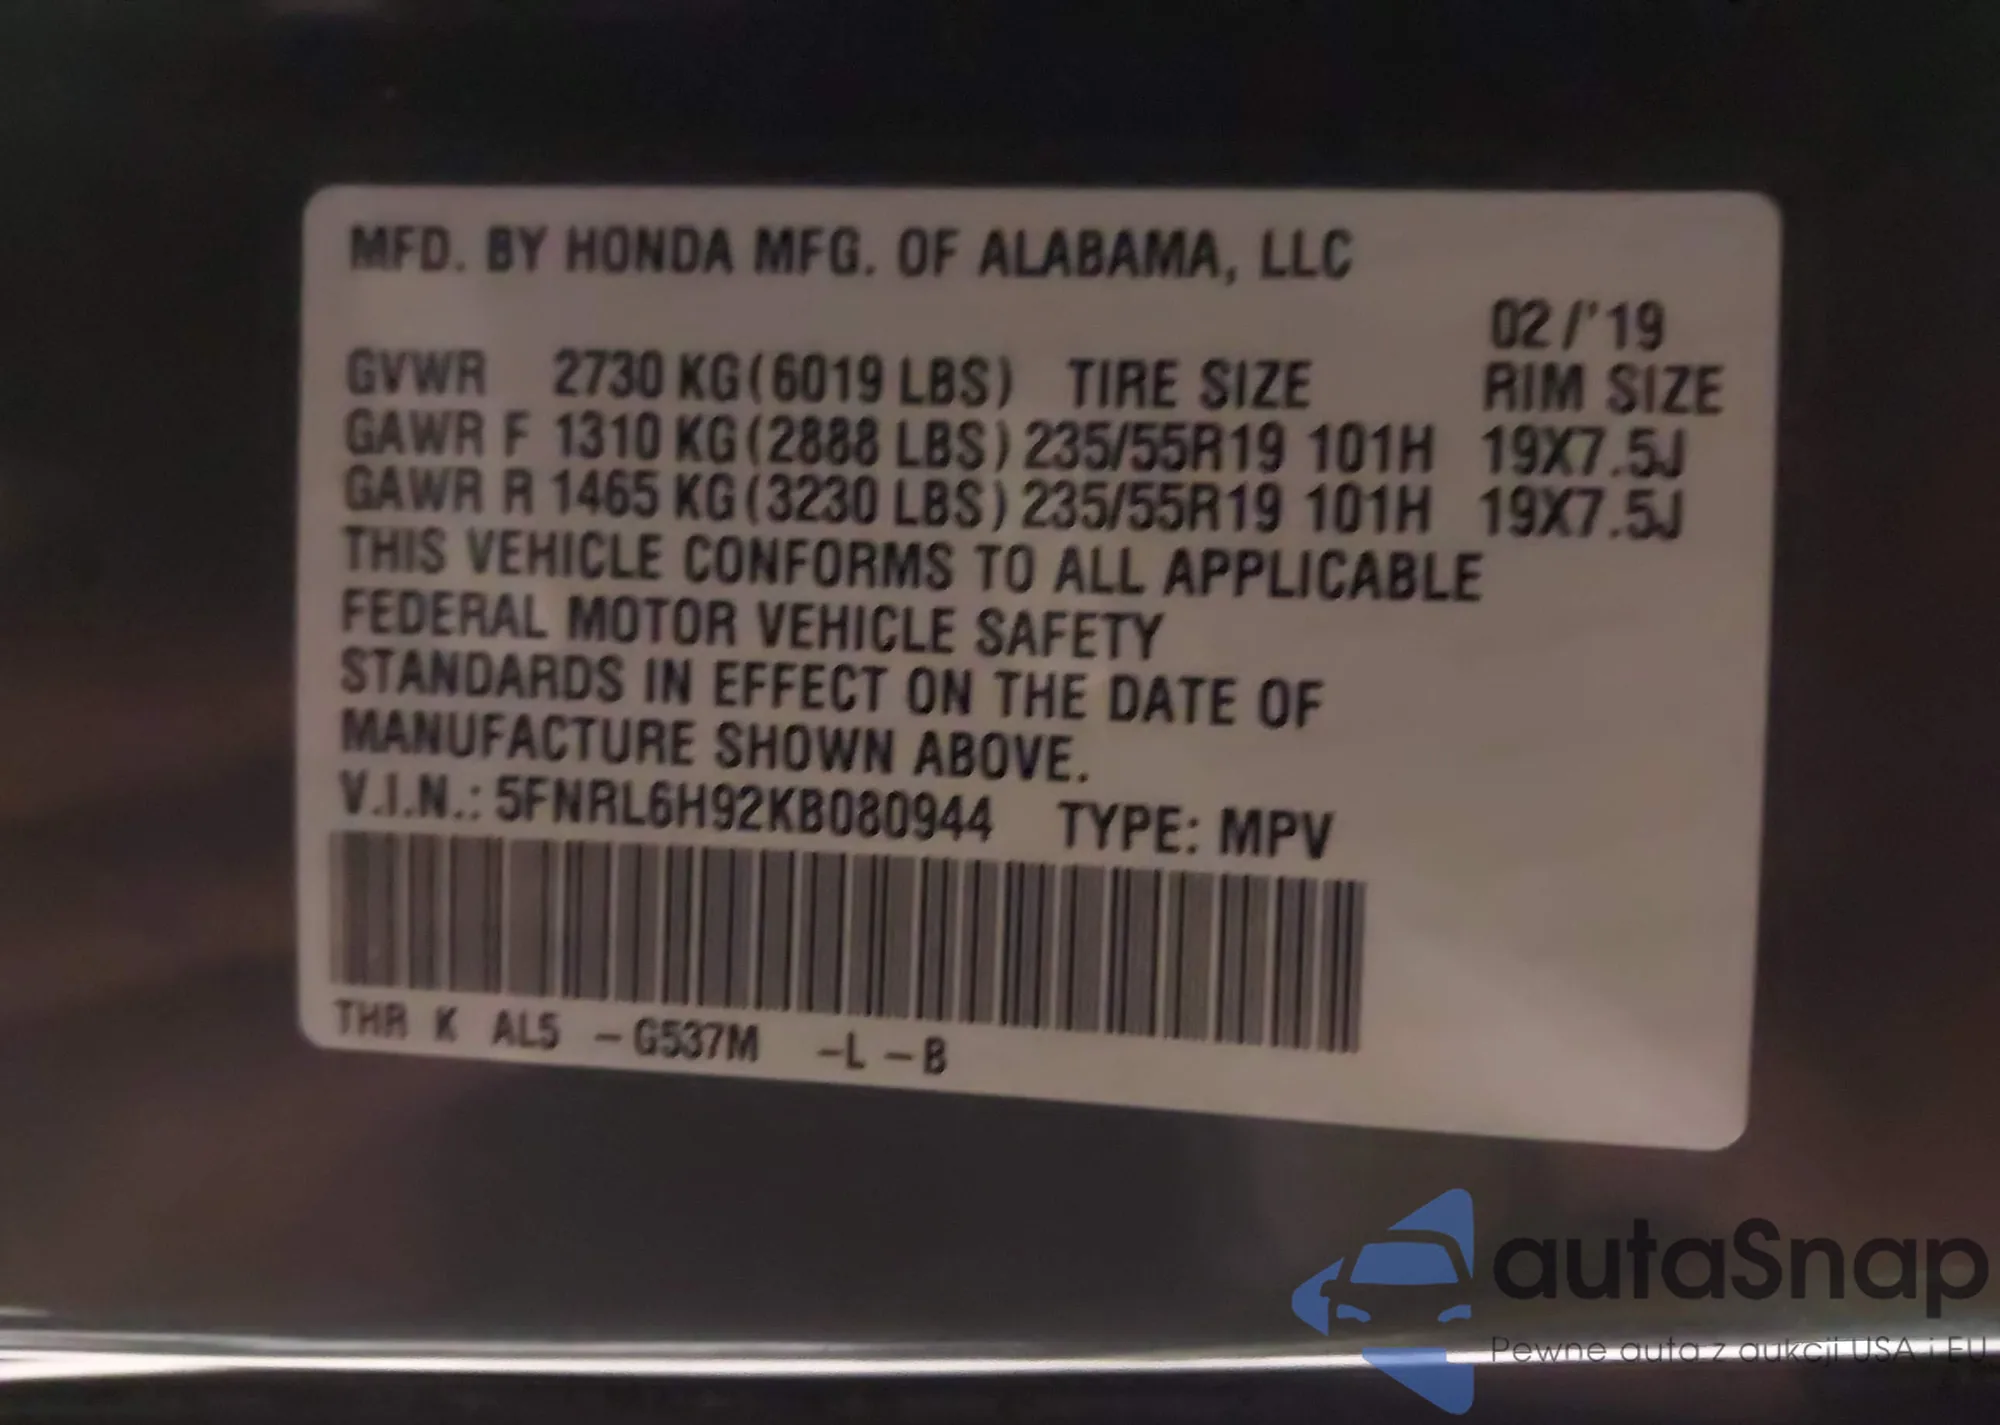 MFD. BY HONDA MFG. OF ALABAMA, LLC
02/'19
GVWR 2730 KG(6019 LBS) TIRE SIZE RIM SIZE
GAWR F 1310 KG(2888 LBS) 235/55R19 101H 19X7.5J
GAWR R 1465 KG(3230 LBS) 235/55R19 101H 19X7.5J
THIS VEHICLE CONFORMS TO ALL APPLICABLE
FEDERAL MOTOR VEHICLE SAFETY
STANDARDS IN EFFECT ON THE DATE OF
MANUFACTURE SHOWN ABOVE.
V.I.N.: 5FNRL6H92KB080944 TYPE: MPV
THR K AL5 -G537M -L -B
autaSnap
Pewne auta z aukcji USA i EU